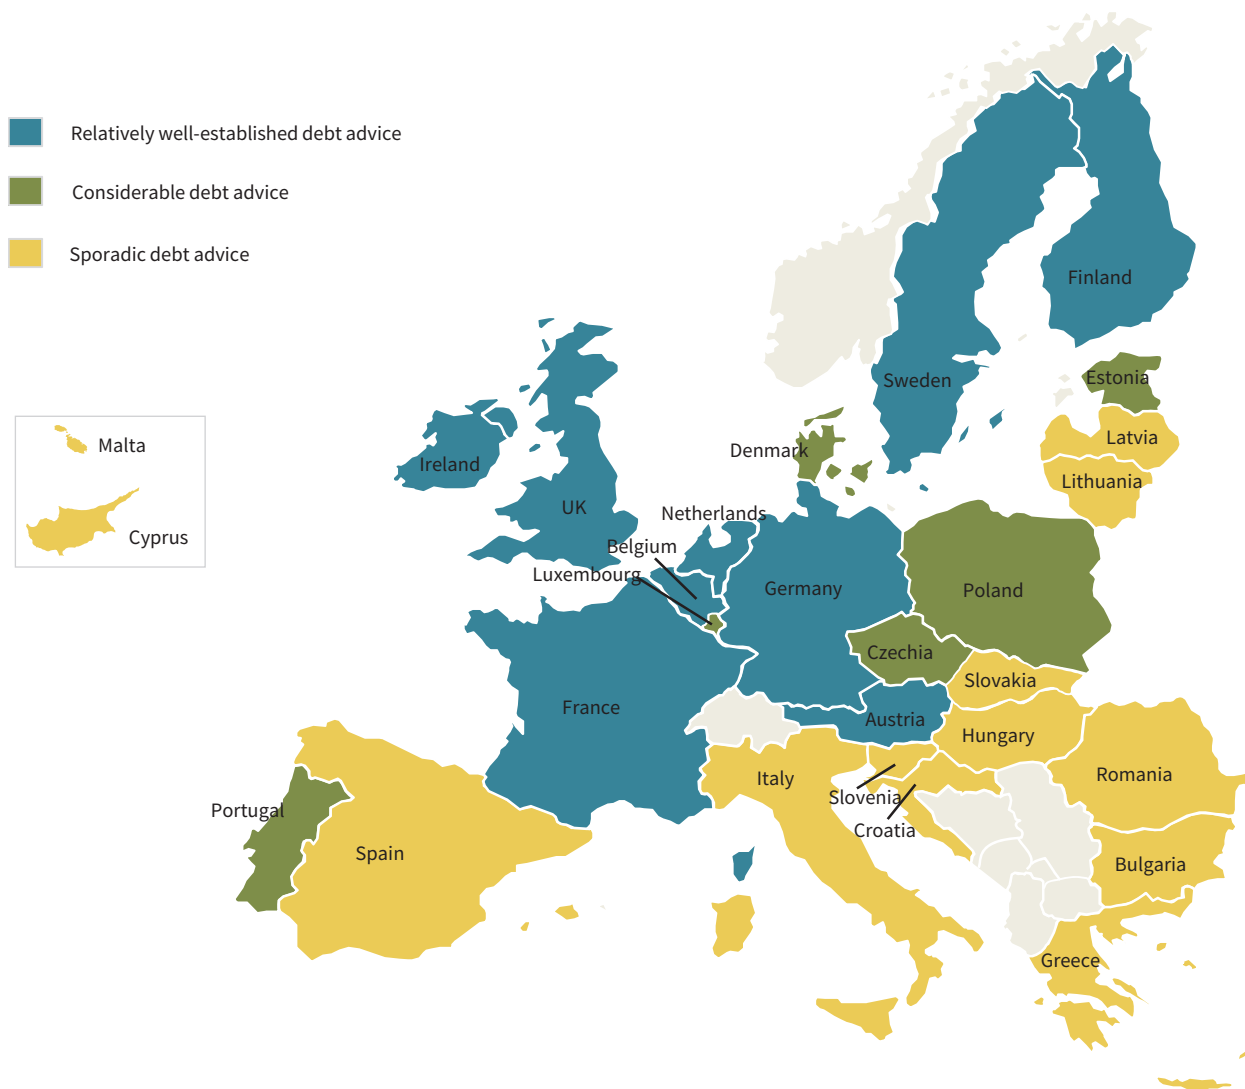 Relatively well-established debt advice
Considerable debt advice
Sporadic debt advice
Malta
Cyprus
Finland
Sweden
Estonia
Latvia
Lithuania
Denmark
Ireland
UK
Netherlands
Belgium
Luxembourg
Germany
Poland
Czechia
Slovakia
France
Austria
Hungary
Italy
Romania
Slovenia
Croatia
Portugal
Spain
Bulgaria
Greece